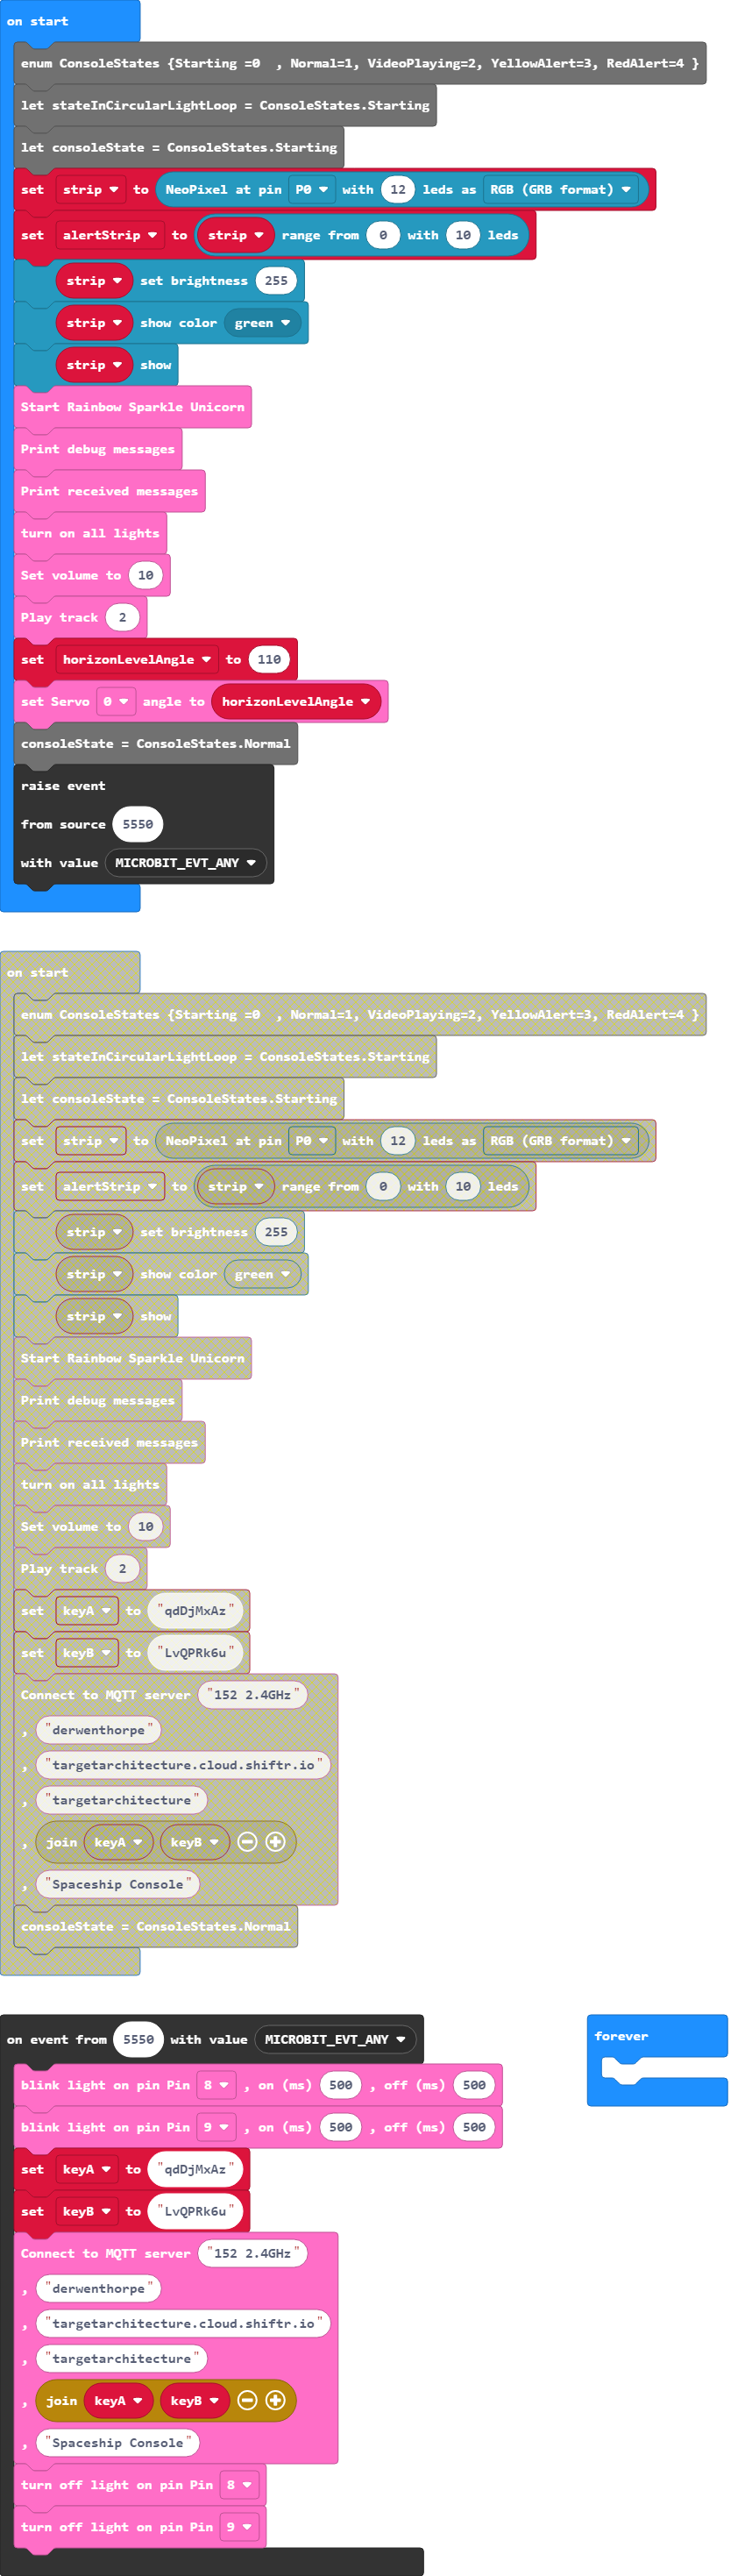 on start
enum ConsoleStates {Starting =0  , Normal=1, VideoPlaying=2, YellowAlert=3, RedAlert=4 }
let stateInCircularLightLoop = ConsoleStates.Starting
let consoleState = ConsoleStates.Starting
set strip to NeoPixel at pin P0 with 12 leds as RGB (GRB format)
set alertStrip to strip range from 0 with 10 leds
strip set brightness 255
strip show color green
strip show
Start Rainbow Sparkle Unicorn
Print debug messages
Print received messages
turn on all lights
Set volume to 10
Play track 2
set horizonLevelAngle to 110
set Servo 0 angle to horizonLevelAngle
consoleState = ConsoleStates.Normal
raise event
from source 5550
with value MICROBIT_EVT_ANY
on start
enum ConsoleStates {Starting =0  , Normal=1, VideoPlaying=2, YellowAlert=3, RedAlert=4 }
let stateInCircularLightLoop = ConsoleStates.Starting
let consoleState = ConsoleStates.Starting
set strip to NeoPixel at pin P0 with 12 leds as RGB (GRB format)
set alertStrip to strip range from 0 with 10 leds
strip set brightness 255
strip show color green
strip show
Start Rainbow Sparkle Unicorn
Print debug messages
Print received messages
turn on all lights
Set volume to 10
Play track 2
set keyA to "qdDjMxAz"
set keyB to "LvQPRk6u"
Connect to MQTT server "152 2.4GHz"
, "derwenthorpe"
, "targetarchitecture.cloud.shiftr.io"
, "targetarchitecture"
, join keyA keyB
, "Spaceship Console"
consoleState = ConsoleStates.Normal
on event from 5550 with value MICROBIT_EVT_ANY
forever
blink light on pin Pin 8 , on (ms) 500 , off (ms) 500
blink light on pin Pin 9 , on (ms) 500 , off (ms) 500
set keyA to "qdDjMxAz"
set keyB to "LvQPRk6u"
Connect to MQTT server "152 2.4GHz"
, "derwenthorpe"
, "targetarchitecture.cloud.shiftr.io"
, "targetarchitecture"
, join keyA keyB
, "Spaceship Console"
turn off light on pin Pin 8
turn off light on pin Pin 9